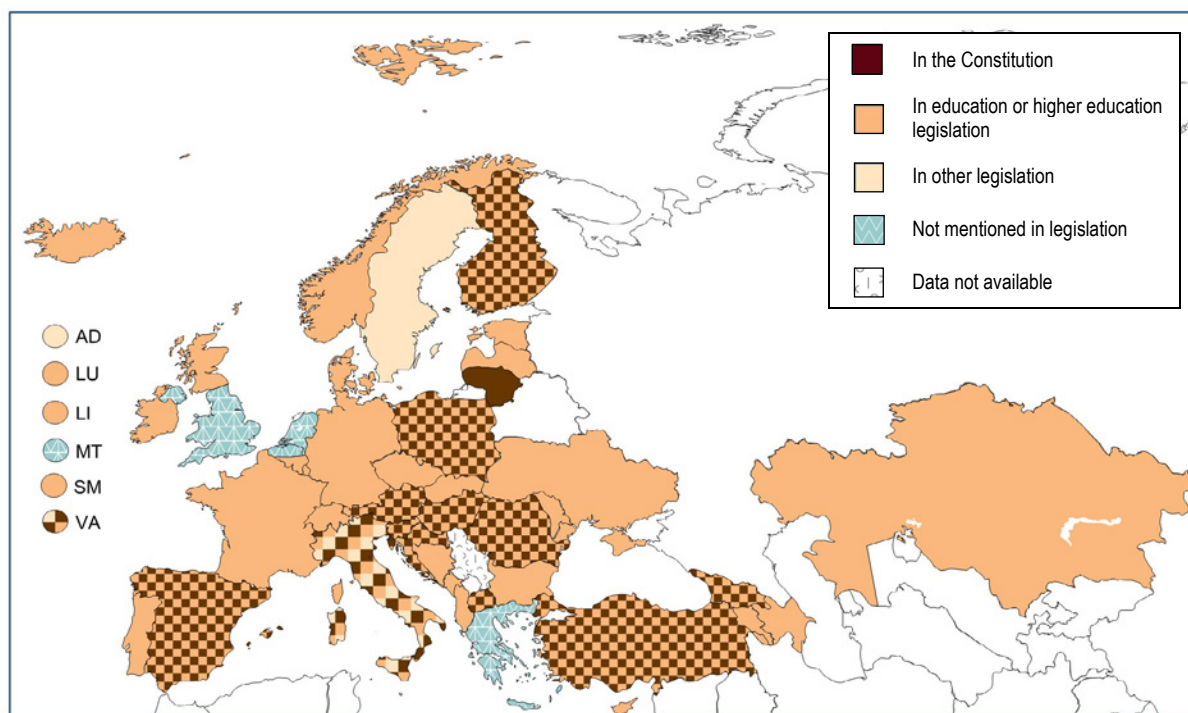 In the Constitution
In education or higher education
legislation
In other legislation
Not mentioned in legislation
Data not available
AD
LU
LI
MT
SM
VA